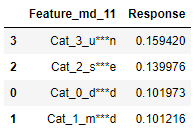 Feature_md_11 Response
3 Cat_3_u***n 0.159420
2 Cat_2_s***e 0.139976
0 Cat_0_d***d 0.101973
1 Cat_1_m***d 0.101216